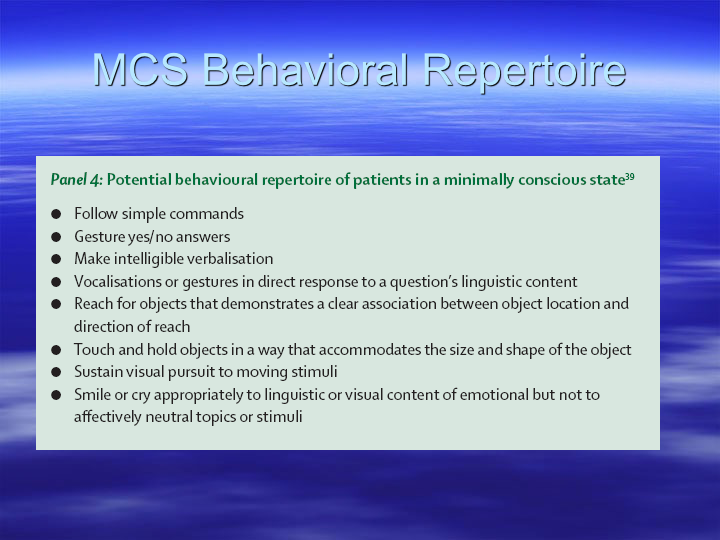 MCS Behavioral Repertoire
Panel 4: Potential behavioural repertoire of patients in a minimally conscious state³⁹
● Follow simple commands
● Gesture yes/no answers
● Make intelligible verbalisation
● Vocalisations or gestures in direct response to a question’s linguistic content
● Reach for objects that demonstrates a clear association between object location and
direction of reach
● Touch and hold objects in a way that accommodates the size and shape of the object
● Sustain visual pursuit to moving stimuli
● Smile or cry appropriately to linguistic or visual content of emotional but not to
affectively neutral topics or stimuli